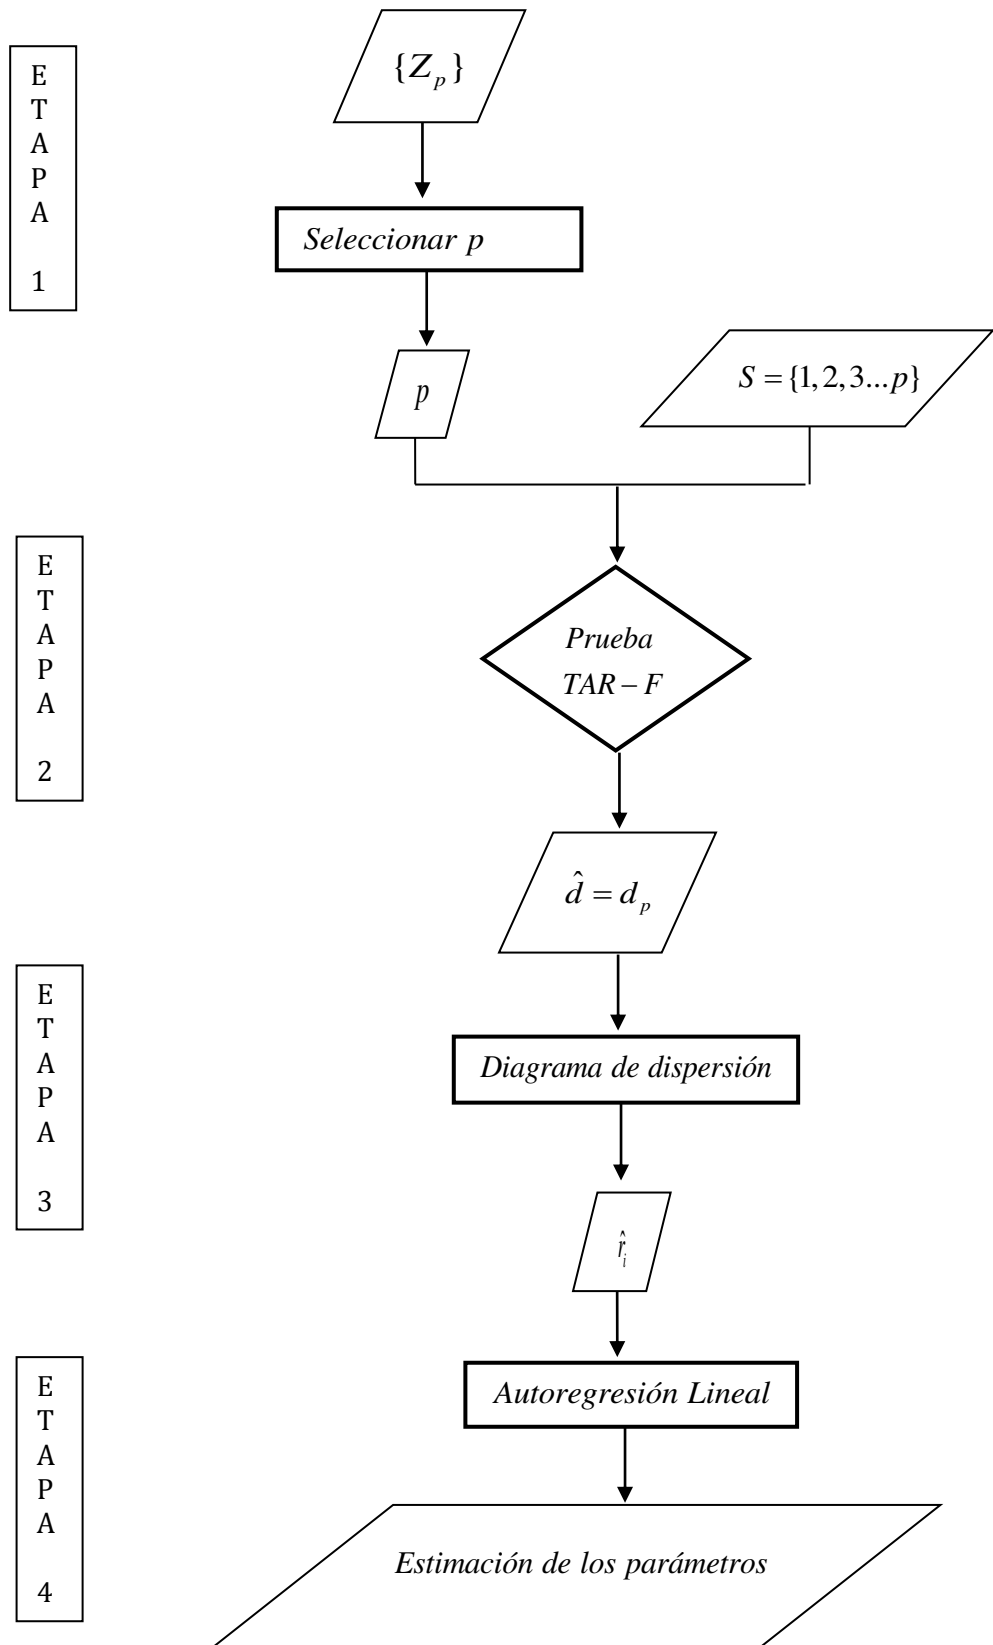 {Z_p}
E
T
A
P
A
1
Seleccionar p
p
S = {1, 2, 3...p}
E
T
A
P
A
2
Prueba
TAR – F
d̂ = d_p
E
T
A
P
A
3
Diagrama de dispersión
r̂_i
E
T
A
P
A
4
Autoregresión Lineal
Estimación de los parámetros